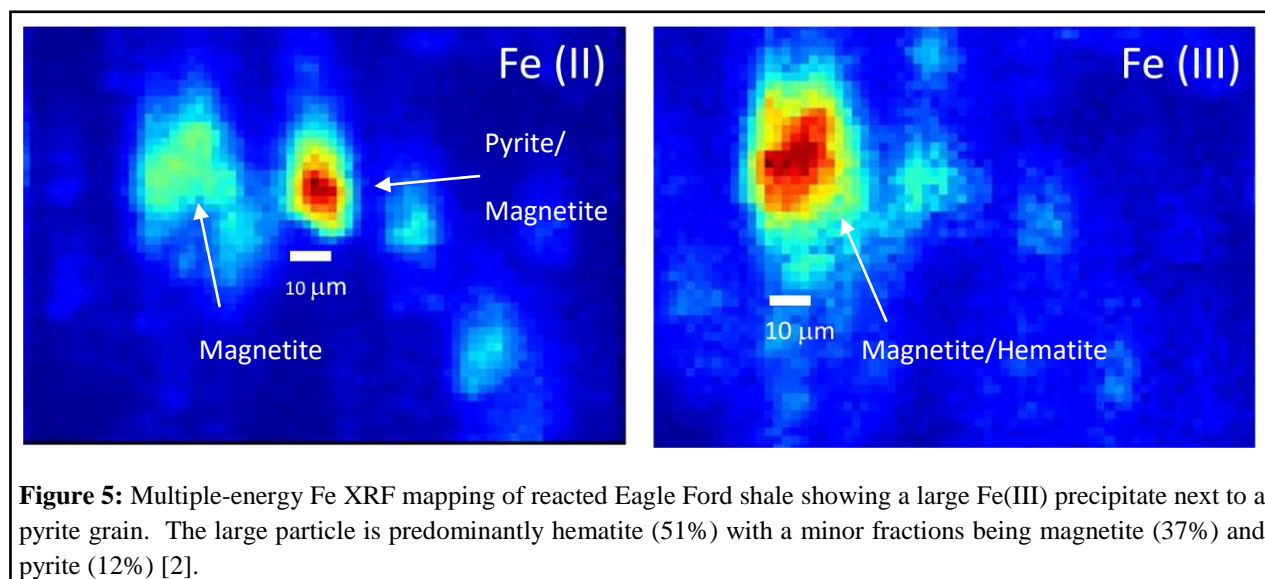 Fe (II)
Pyrite/
Magnetite
10 μm
Magnetite
Fe (III)
10 μm
Magnetite/Hematite
Figure 5: Multiple-energy Fe XRF mapping of reacted Eagle Ford shale showing a large Fe(III) precipitate next to a
pyrite grain. The large particle is predominantly hematite (51%) with a minor fractions being magnetite (37%) and
pyrite (12%) [2].